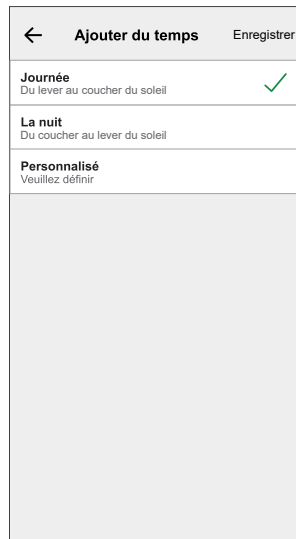 Ajouter du temps
Enregistrer
Journée
Du lever au coucher du soleil
La nuit
Du coucher au lever du soleil
Personnalisé
Veuillez définir